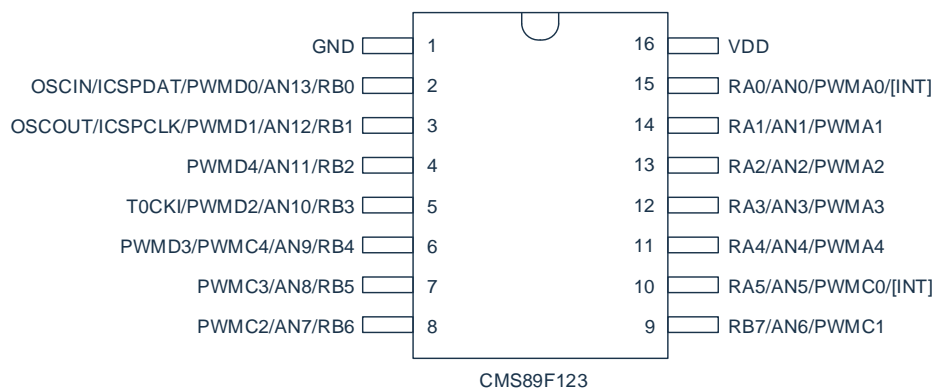 GND 1 16 VDD
OSCIN/ICSPDAT/PWMD0/AN13/RB0 2 15 RA0/AN0/PWMA0/[INT]
OSCOUT/ICSPCLK/PWMD1/AN12/RB1 3 14 RA1/AN1/PWMA1
PWMD4/AN11/RB2 4 13 RA2/AN2/PWMA2
T0CKI/PWMD2/AN10/RB3 5 12 RA3/AN3/PWMA3
PWMD3/PWMC4/AN9/RB4 6 11 RA4/AN4/PWMA4
PWMC3/AN8/RB5 7 10 RA5/AN5/PWMC0/[INT]
PWMC2/AN7/RB6 8 9 RB7/AN6/PWMC1
CMS89F123